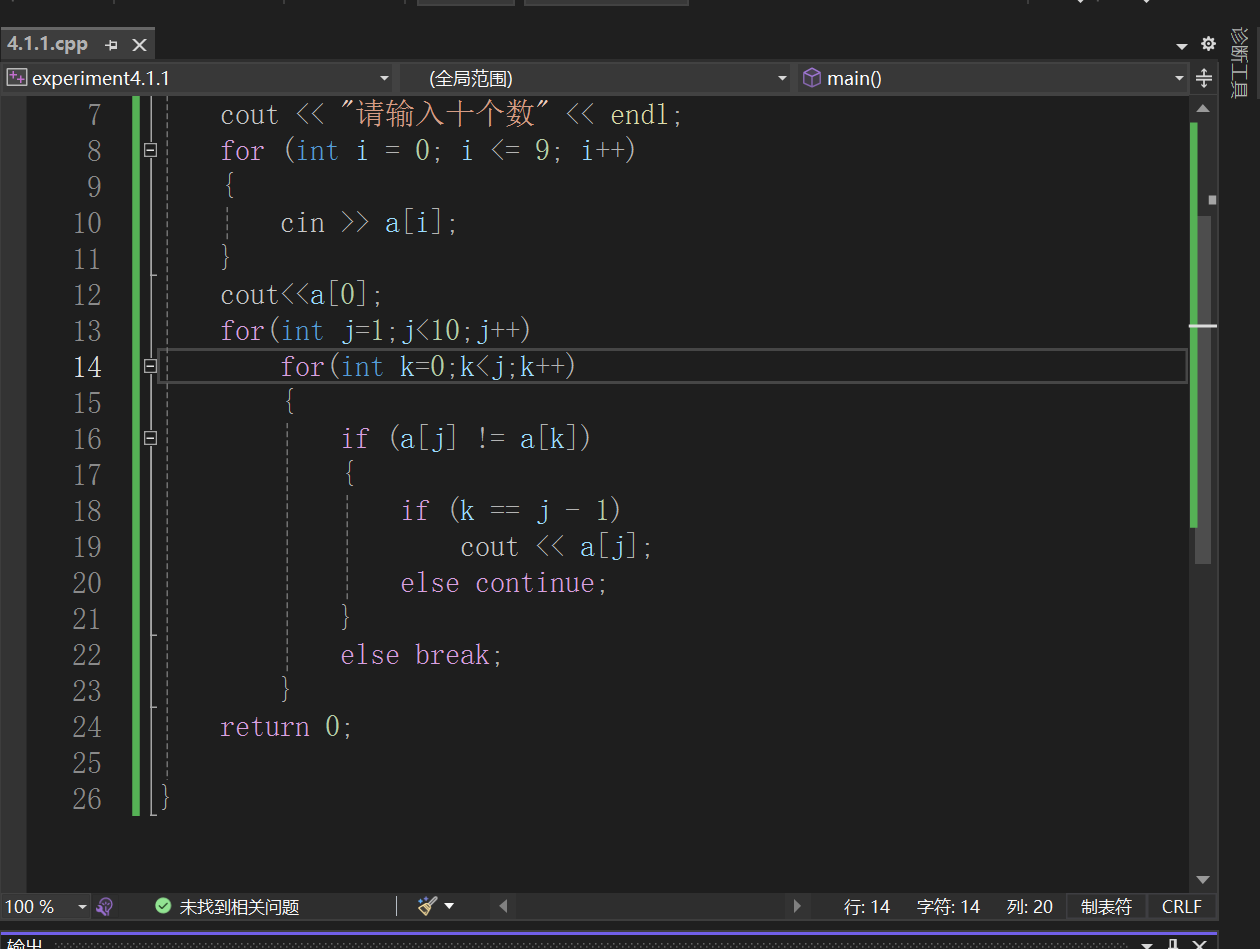 4.1.1.cpp
experiment4.1.1 (全局范围) main()
诊断工具
7 cout << "请输入十个数" << endl;
8 for (int i = 0; i <= 9; i++)
9 {
10 cin >> a[i];
11 }
12 cout<<a[0];
13 for(int j=1;j<10;j++)
14 for(int k=0;k<j;k++)
15 {
16 if (a[j] != a[k])
17 {
18 if (k == j - 1)
19 cout << a[j];
20 else continue;
21 }
22 else break;
23 }
24 return 0;
25
26 }
100 % 未找到相关问题 行: 14 字符: 14 列: 20 制表符 CRLF
输出